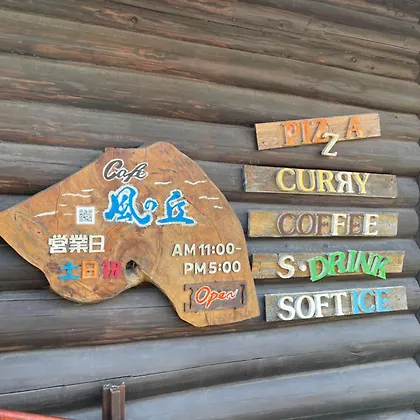 Café
風の丘
営業日
土日祝
AM 11:00-
PM 5:00
Open!
PIZZA
CURRY
COFFEE
S・DRINK
SOFT ICE